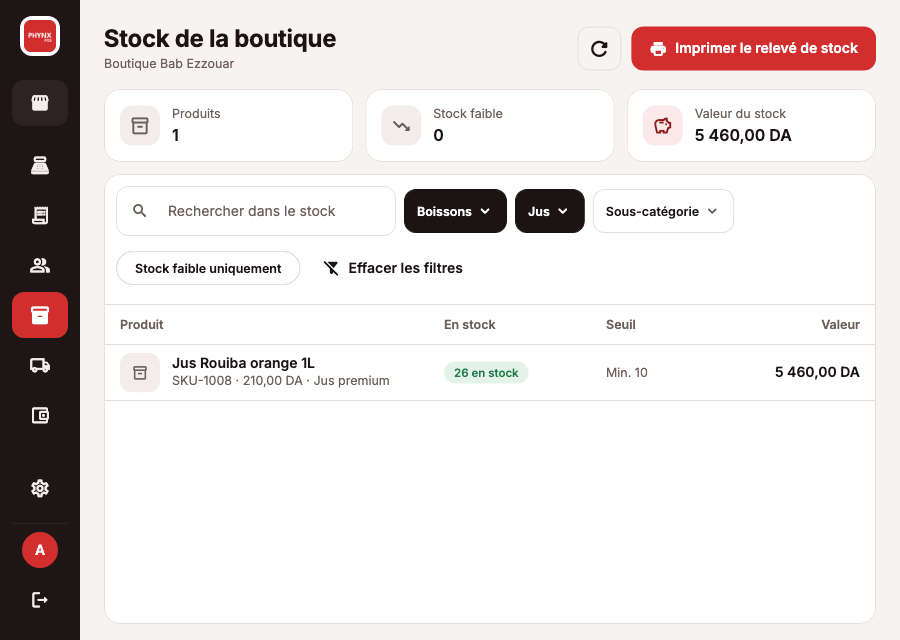 PHYNX
POS
Stock de la boutique
Boutique Bab Ezzouar
Imprimer le relevé de stock
Produits
1
Stock faible
0
Valeur du stock
5 460,00 DA
Rechercher dans le stock
Boissons
Jus
Sous-catégorie
Stock faible uniquement
Effacer les filtres
Produit En stock Seuil Valeur
Jus Rouiba orange 1L
SKU-1008 · 210,00 DA · Jus premium
26 en stock
Min. 10
5 460,00 DA
A